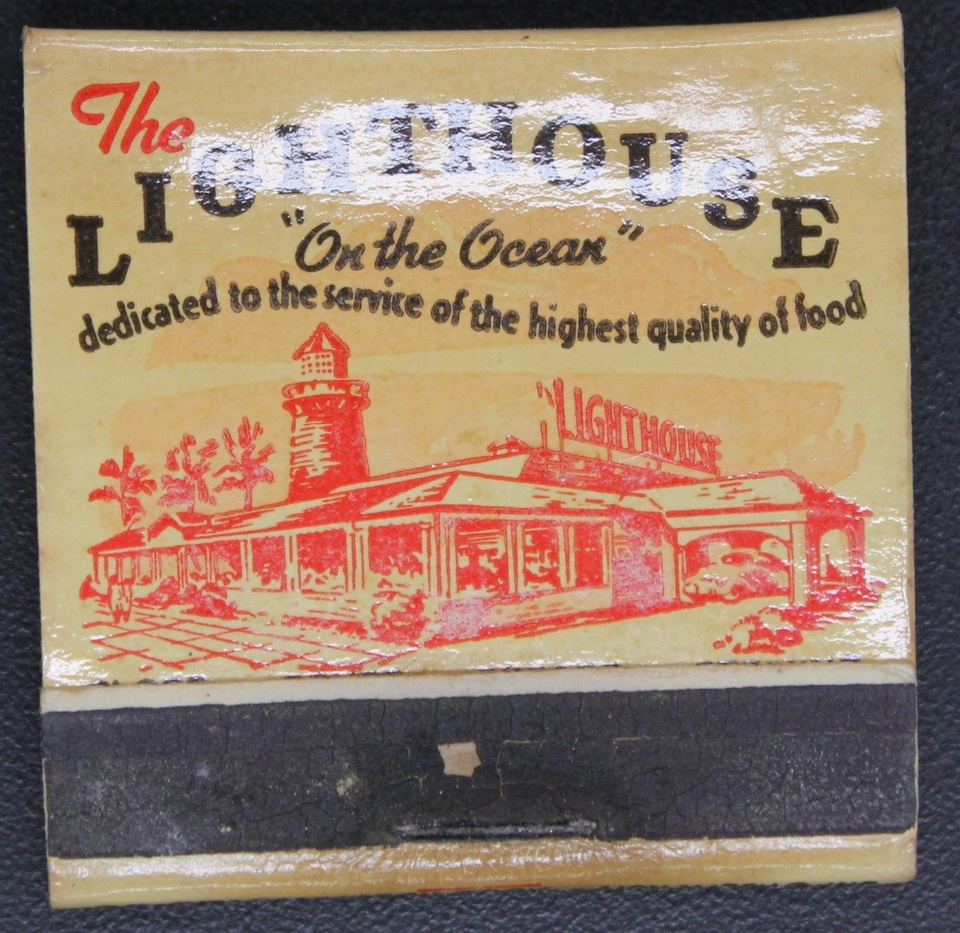 The
LIGHTHOUSE
"On the Ocean"
dedicated to the service of the highest quality of food
"LIGHTHOUSE